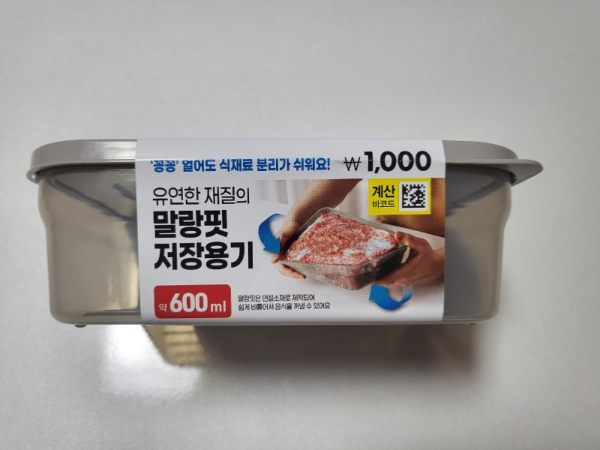 '꽁꽁' 얼어도 식재료 분리가 쉬워요!
₩1,000
계산
바코드
유연한 재질의
말랑핏
저장용기
약 600 ml
말랑핏은 연질소재로 제작되어
쉽게 비틀어서 음식을 꺼낼 수 있어요